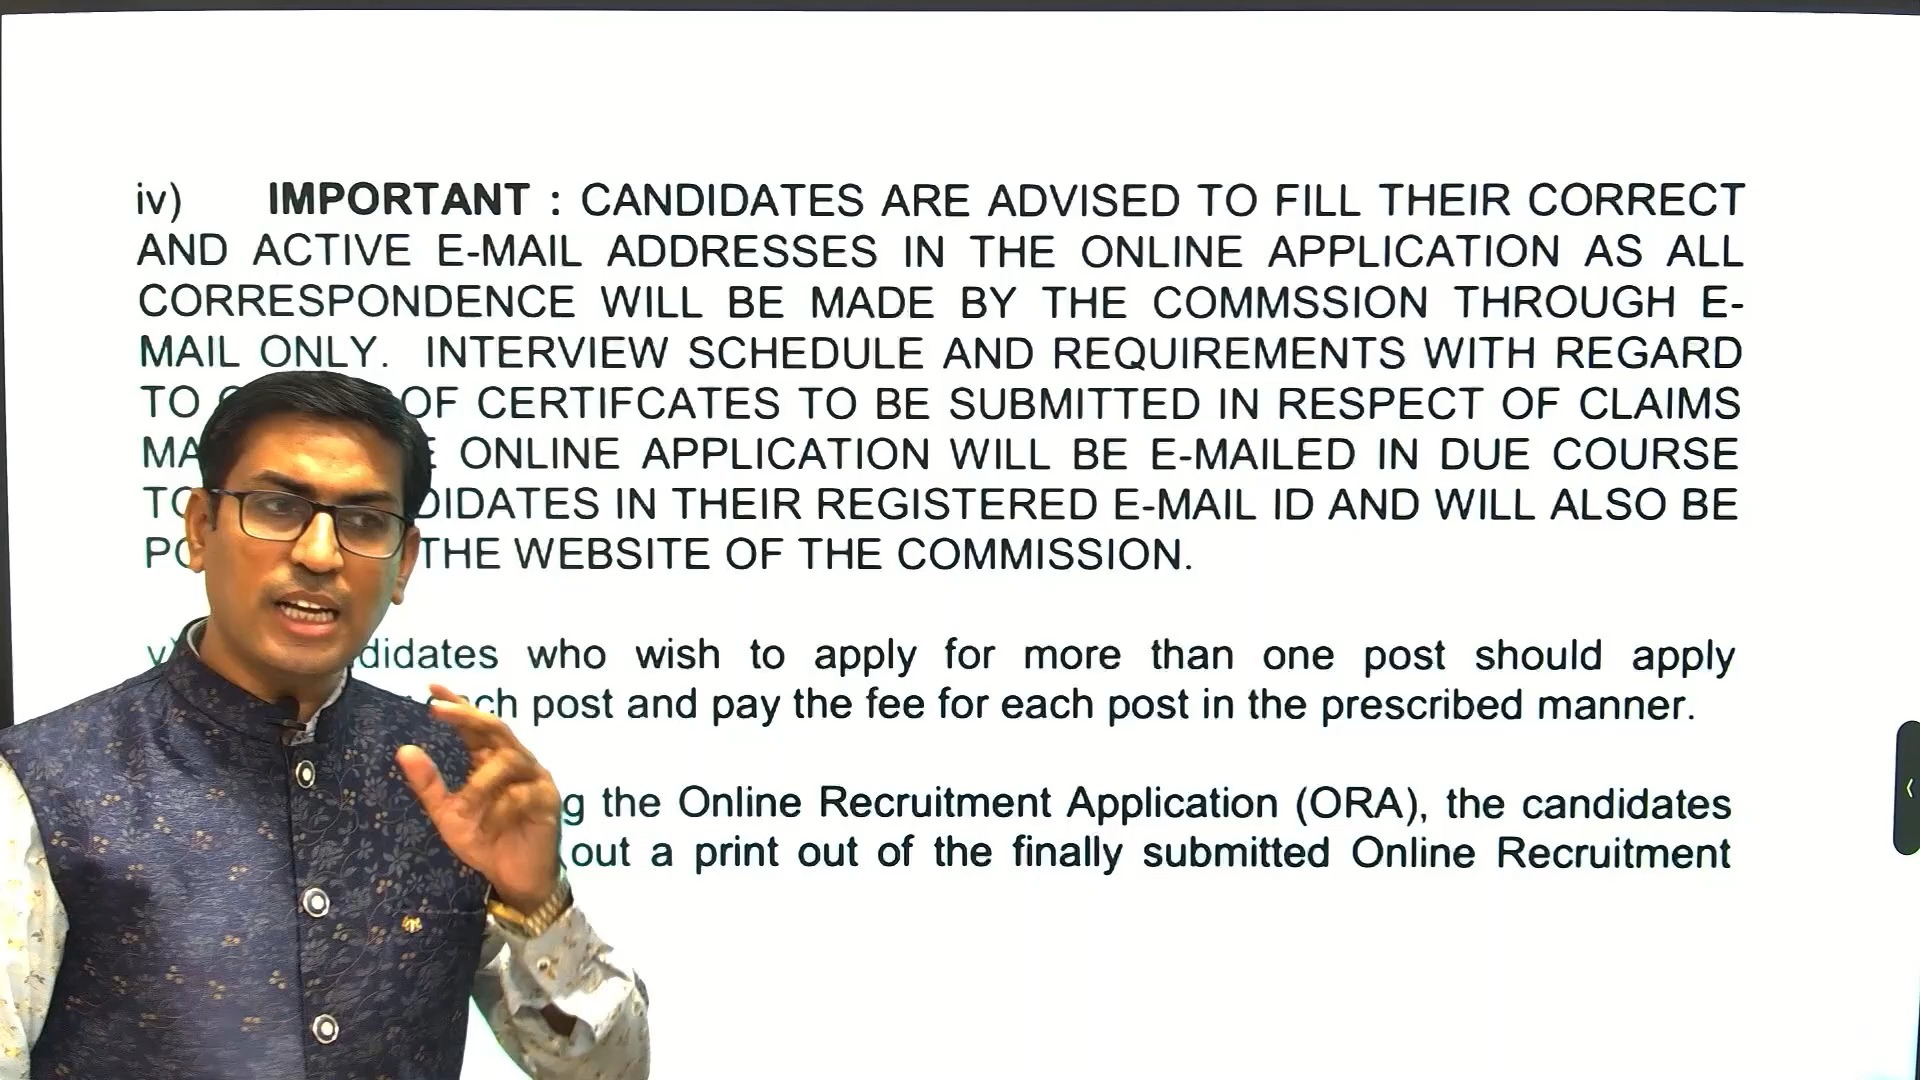 iv) IMPORTANT : CANDIDATES ARE ADVISED TO FILL THEIR CORRECT
AND ACTIVE E-MAIL ADDRESSES IN THE ONLINE APPLICATION AS ALL
CORRESPONDENCE WILL BE MADE BY THE COMMSSION THROUGH E-
MAIL ONLY. INTERVIEW SCHEDULE AND REQUIREMENTS WITH REGARD
TO OF CERTIFCATES TO BE SUBMITTED IN RESPECT OF CLAIMS
ONLINE APPLICATION WILL BE E-MAILED IN DUE COURSE
IN THEIR REGISTERED E-MAIL ID AND WILL ALSO BE
THE WEBSITE OF THE COMMISSION.
who wish to apply for more than one post should apply
post and pay the fee for each post in the prescribed manner.
the Online Recruitment Application (ORA), the candidates
out a print out of the finally submitted Online Recruitment